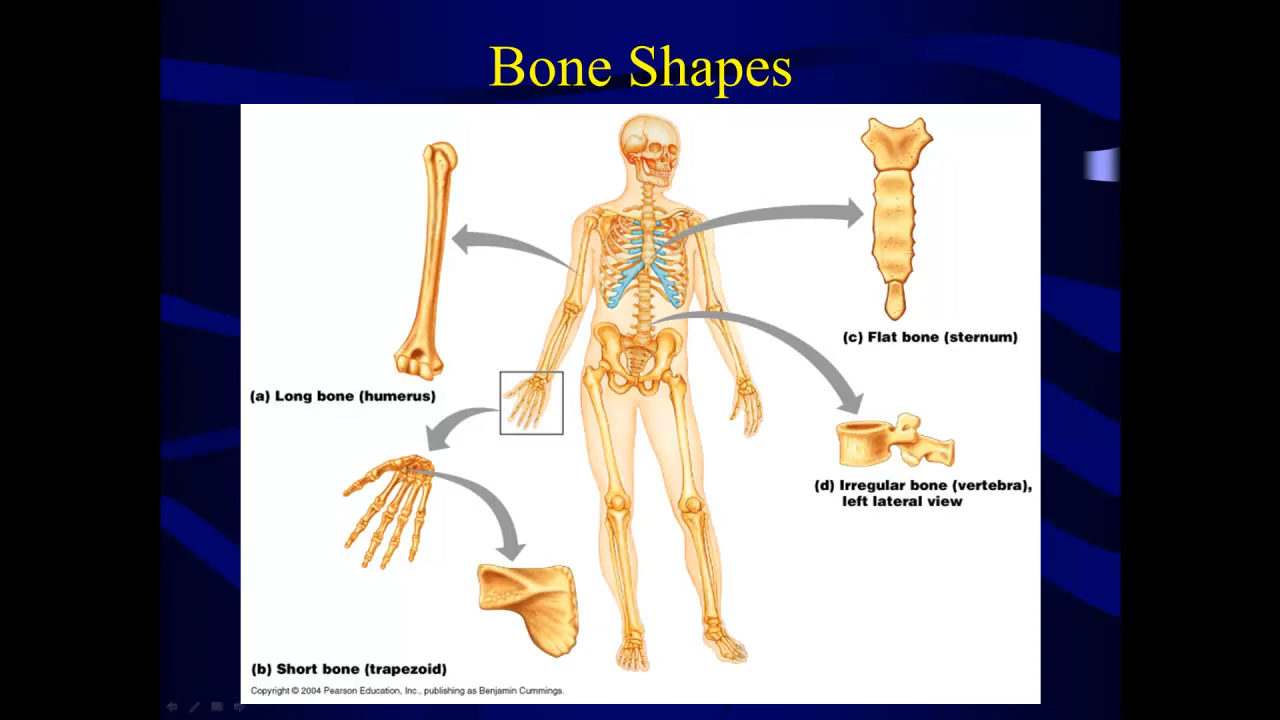 Bone Shapes
(a) Long bone (humerus)
(b) Short bone (trapezoid)
(c) Flat bone (sternum)
(d) Irregular bone (vertebra),
left lateral view
Copyright © 2004 Pearson Education, Inc., publishing as Benjamin Cummings.